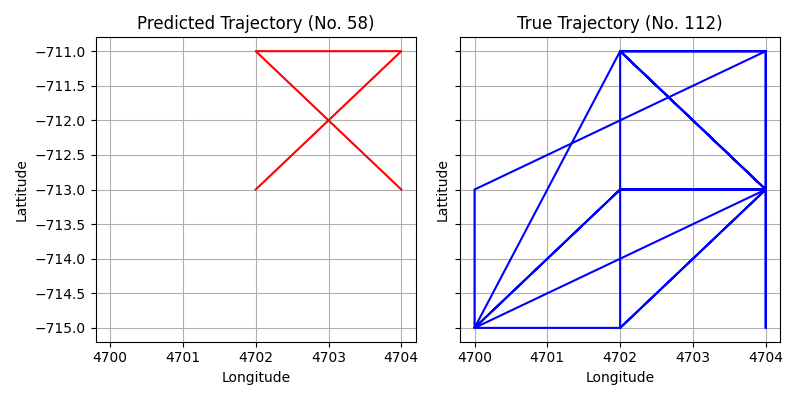 Predicted Trajectory (No. 58)
True Trajectory (No. 112)
Lattitude
−711.0
−711.5
−712.0
−712.5
−713.0
−713.5
−714.0
−714.5
−715.0
4700 4701 4702 4703 4704
Longitude
Lattitude
4700 4701 4702 4703 4704
Longitude